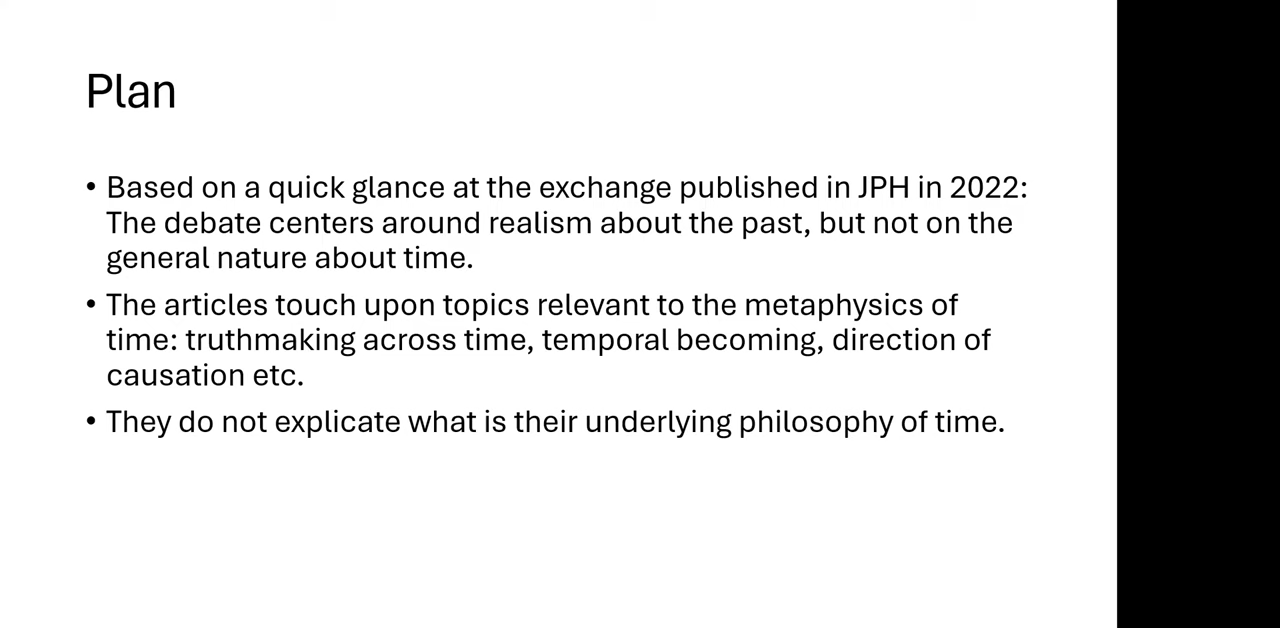 Plan
• Based on a quick glance at the exchange published in JPH in 2022:
The debate centers around realism about the past, but not on the
general nature about time.
• The articles touch upon topics relevant to the metaphysics of
time: truthmaking across time, temporal becoming, direction of
causation etc.
• They do not explicate what is their underlying philosophy of time.